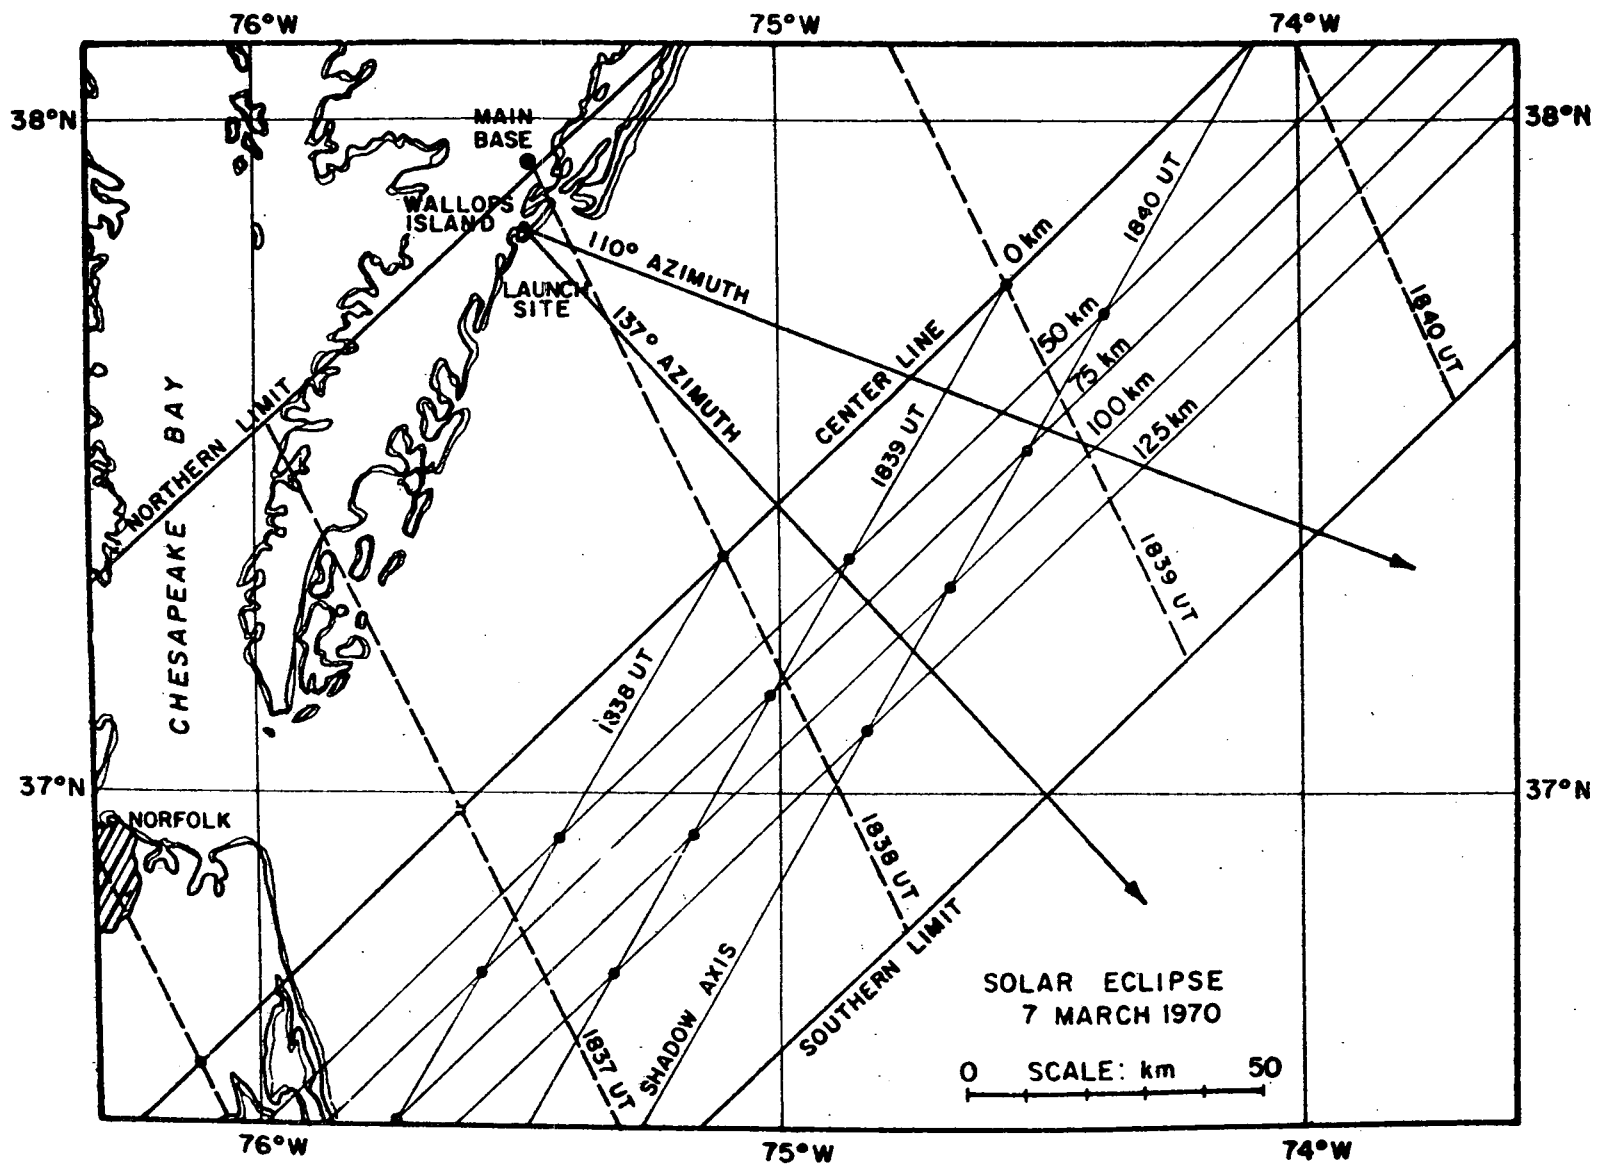 76°W
75°W
74°W
38°N
38°N
MAIN
BASE
WALLOPS
ISLAND
110° AZIMUTH
LAUNCH
SITE
137° AZIMUTH
1840 UT
0 km
50 km
75 km
100 km
125 km
1840 UT
CENTER LINE
1839 UT
1839 UT
NORTHERN LIMIT
CHESAPEAKE BAY
1838 UT
37°N
37°N
NORFOLK
1838 UT
SOUTHERN LIMIT
SHADOW AXIS
1837 UT
SOLAR ECLIPSE
7 MARCH 1970
0 SCALE: km 50
76°W
75°W
74°W